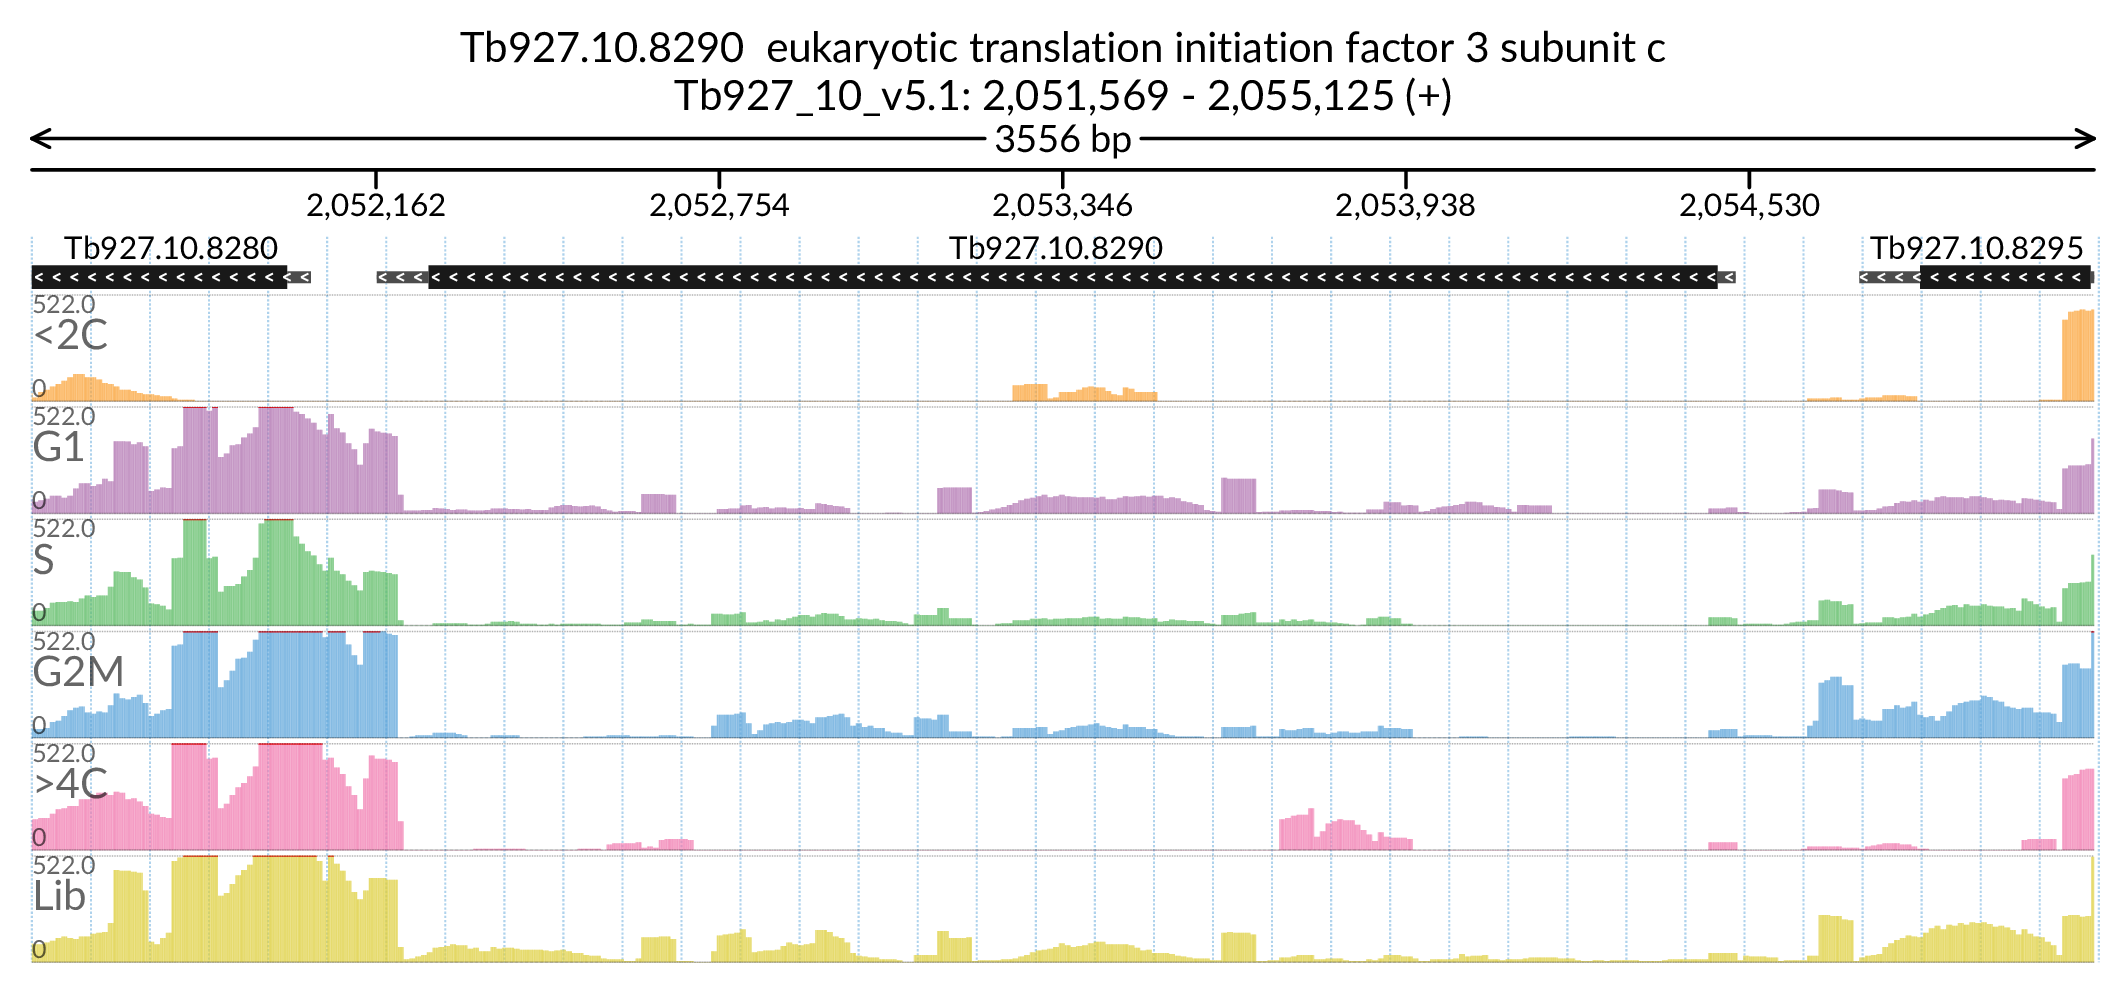 Tb927.10.8290  eukaryotic translation initiation factor 3 subunit c
Tb927_10_v5.1: 2,051,569 - 2,055,125 (+)
3556 bp
2,052,162 2,052,754 2,053,346 2,053,938 2,054,530
Tb927.10.8280 Tb927.10.8290 Tb927.10.8295
522.0
<2C
0
522.0
G1
0
522.0
S
0
522.0
G2M
0
522.0
>4C
0
522.0
Lib
0